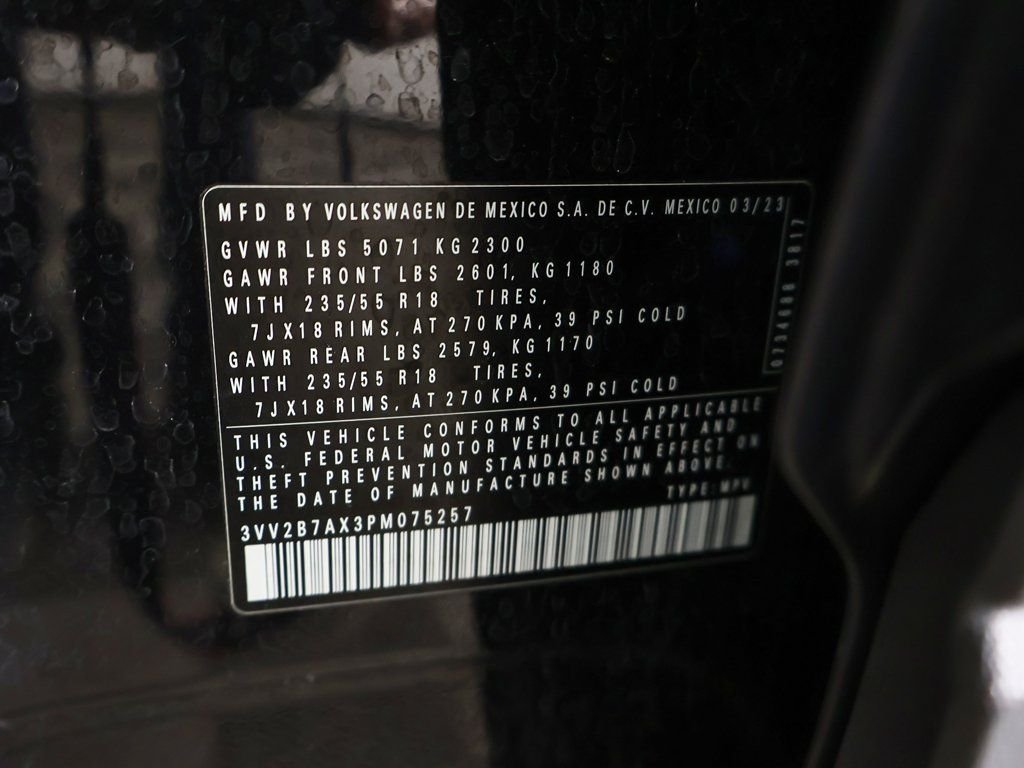 MFD BY VOLKSWAGEN DE MEXICO S.A. DE C.V. MEXICO 03/23
GVWR LBS 5071 KG 2300
GAWR FRONT LBS 2601, KG 1180
WITH 235/55 R18 TIRES,
7JX18 RIMS, AT 270 KPA, 39 PSI COLD
GAWR REAR LBS 2579, KG 1170
WITH 235/55 R18 TIRES,
7JX18 RIMS, AT 270 KPA, 39 PSI COLD
THIS VEHICLE CONFORMS TO ALL APPLICABLE
U.S. FEDERAL MOTOR VEHICLE SAFETY AND
THEFT PREVENTION STANDARDS IN EFFECT ON
THE DATE OF MANUFACTURE SHOWN ABOVE.
TYPE: MPV
3VV2B7AX3PM075257